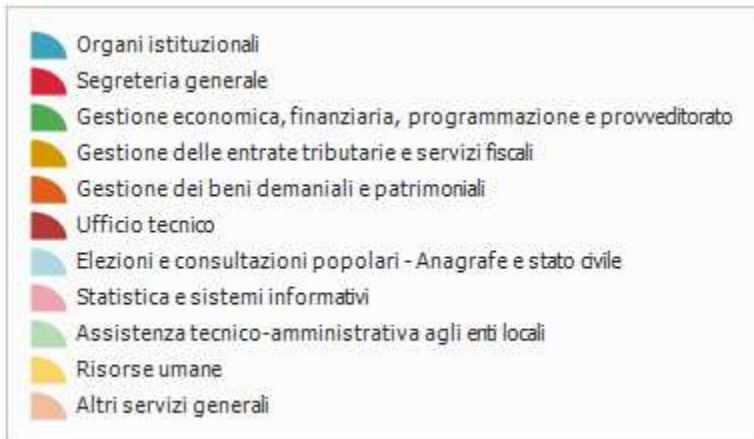 Organi istituzionali
Segreteria generale
Gestione economica, finanziaria, programmazione e provveditorato
Gestione delle entrate tributarie e servizi fiscali
Gestione dei beni demaniali e patrimoniali
Ufficio tecnico
Elezioni e consultazioni popolari - Anagrafe e stato civile
Statistica e sistemi informativi
Assistenza tecnico-amministrativa agli enti locali
Risorse umane
Altri servizi generali